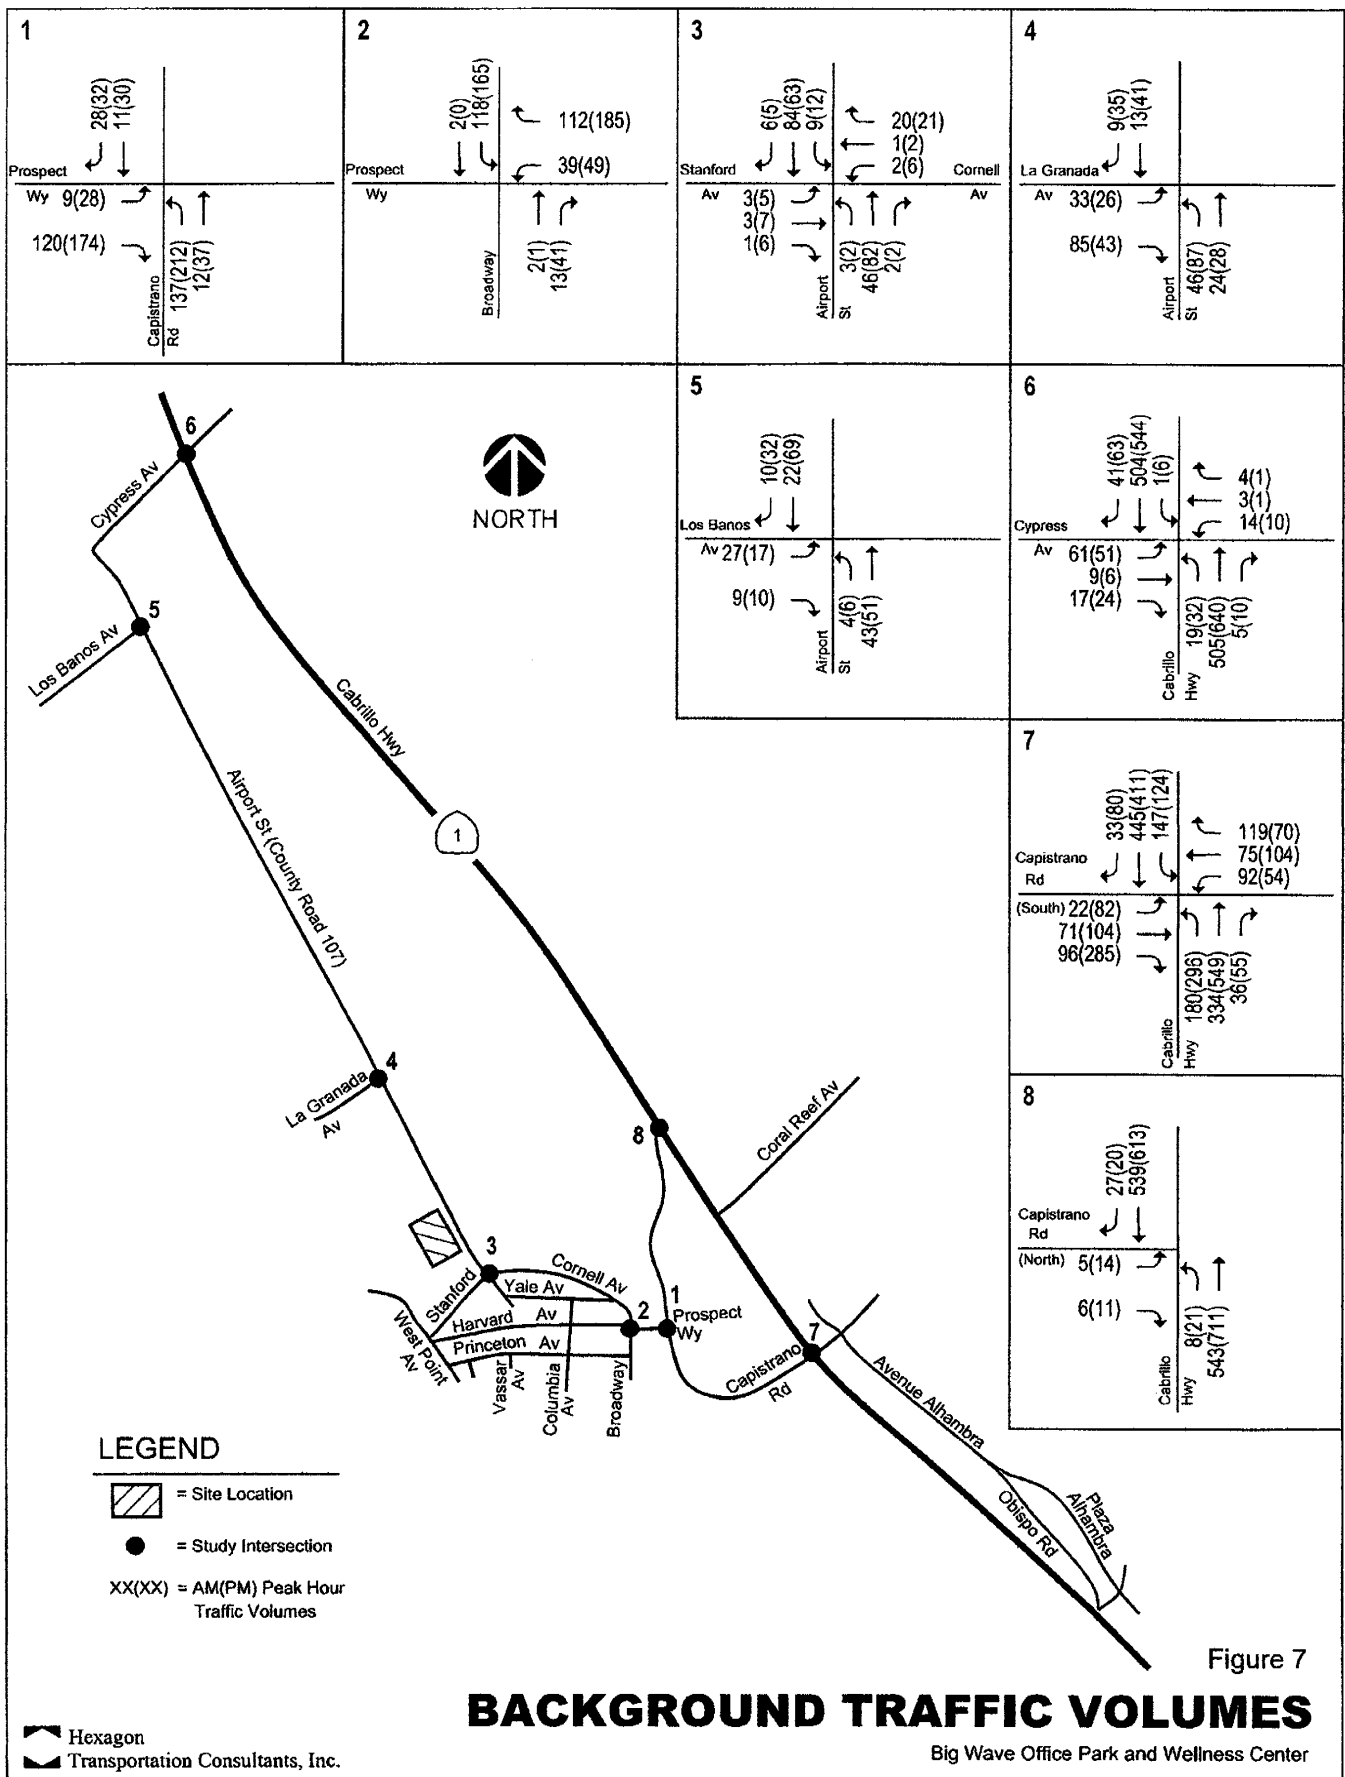 1
28(32)
11(30)
Prospect
Wy
9(28)
120(174)
137(212)
12(37)
Capistrano
Rd
2
2(0)
118(165)
112(185)
39(49)
Prospect
Wy
2(1)
13(41)
Broadway
3
6(5)
84(63)
9(12)
20(21)
1(2)
2(6)
Stanford
Av
Cornell
Av
3(5)
3(7)
1(6)
3(2)
46(82)
2(2)
Airport
St
4
9(35)
13(41)
La Granada
Av
33(26)
85(43)
46(87)
24(28)
Airport
St
5
10(32)
22(69)
Los Banos
Av
27(17)
9(10)
4(6)
43(51)
Airport
St
6
41(63)
504(544)
1(6)
4(1)
3(1)
14(10)
Cypress
Av
61(51)
9(6)
17(24)
19(32)
505(640)
5(10)
Cabrillo
Hwy
7
33(80)
445(411)
147(124)
119(70)
75(104)
92(54)
Capistrano
Rd
(South)
22(82)
71(104)
96(285)
180(296)
334(549)
36(55)
Cabrillo
Hwy
8
27(20)
539(613)
Capistrano
Rd
(North)
5(14)
6(11)
8(21)
543(711)
Cabrillo
Hwy
6
Cypress Av
NORTH
5
Los Banos Av
Cabrillo Hwy
1
Airport St (County Road 107)
4
La Granada
Av
8
Coral Reef Av
3
Stanford
Cornell Av
Yale Av
Harvard Av
Princeton Av
West Point
Av
Vassar
Av
Columbia
Av
Broadway
2
1
Prospect
Wy
7
Capistrano
Rd
Avenue Alhambra
Obispo Rd
Plaza
Alhambra
LEGEND
= Site Location
= Study Intersection
XX(XX) = AM(PM) Peak Hour
Traffic Volumes
Figure 7
BACKGROUND TRAFFIC VOLUMES
Big Wave Office Park and Wellness Center
Hexagon
Transportation Consultants, Inc.